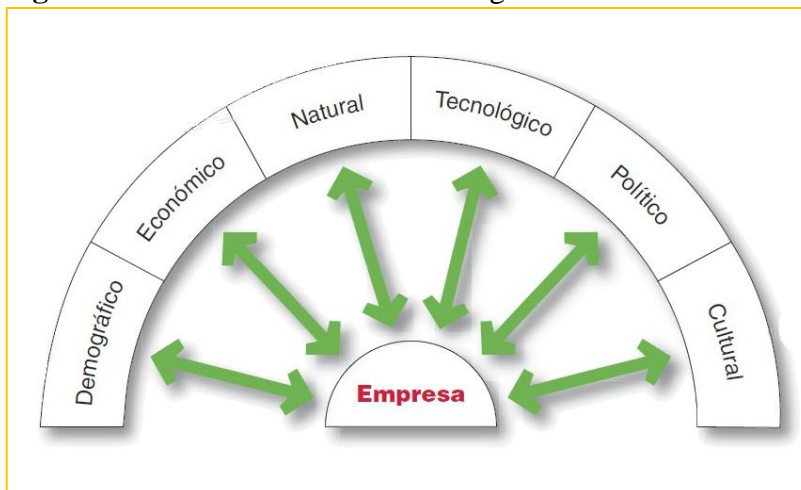 Demográfico
Económico
Natural
Tecnológico
Político
Cultural
Empresa